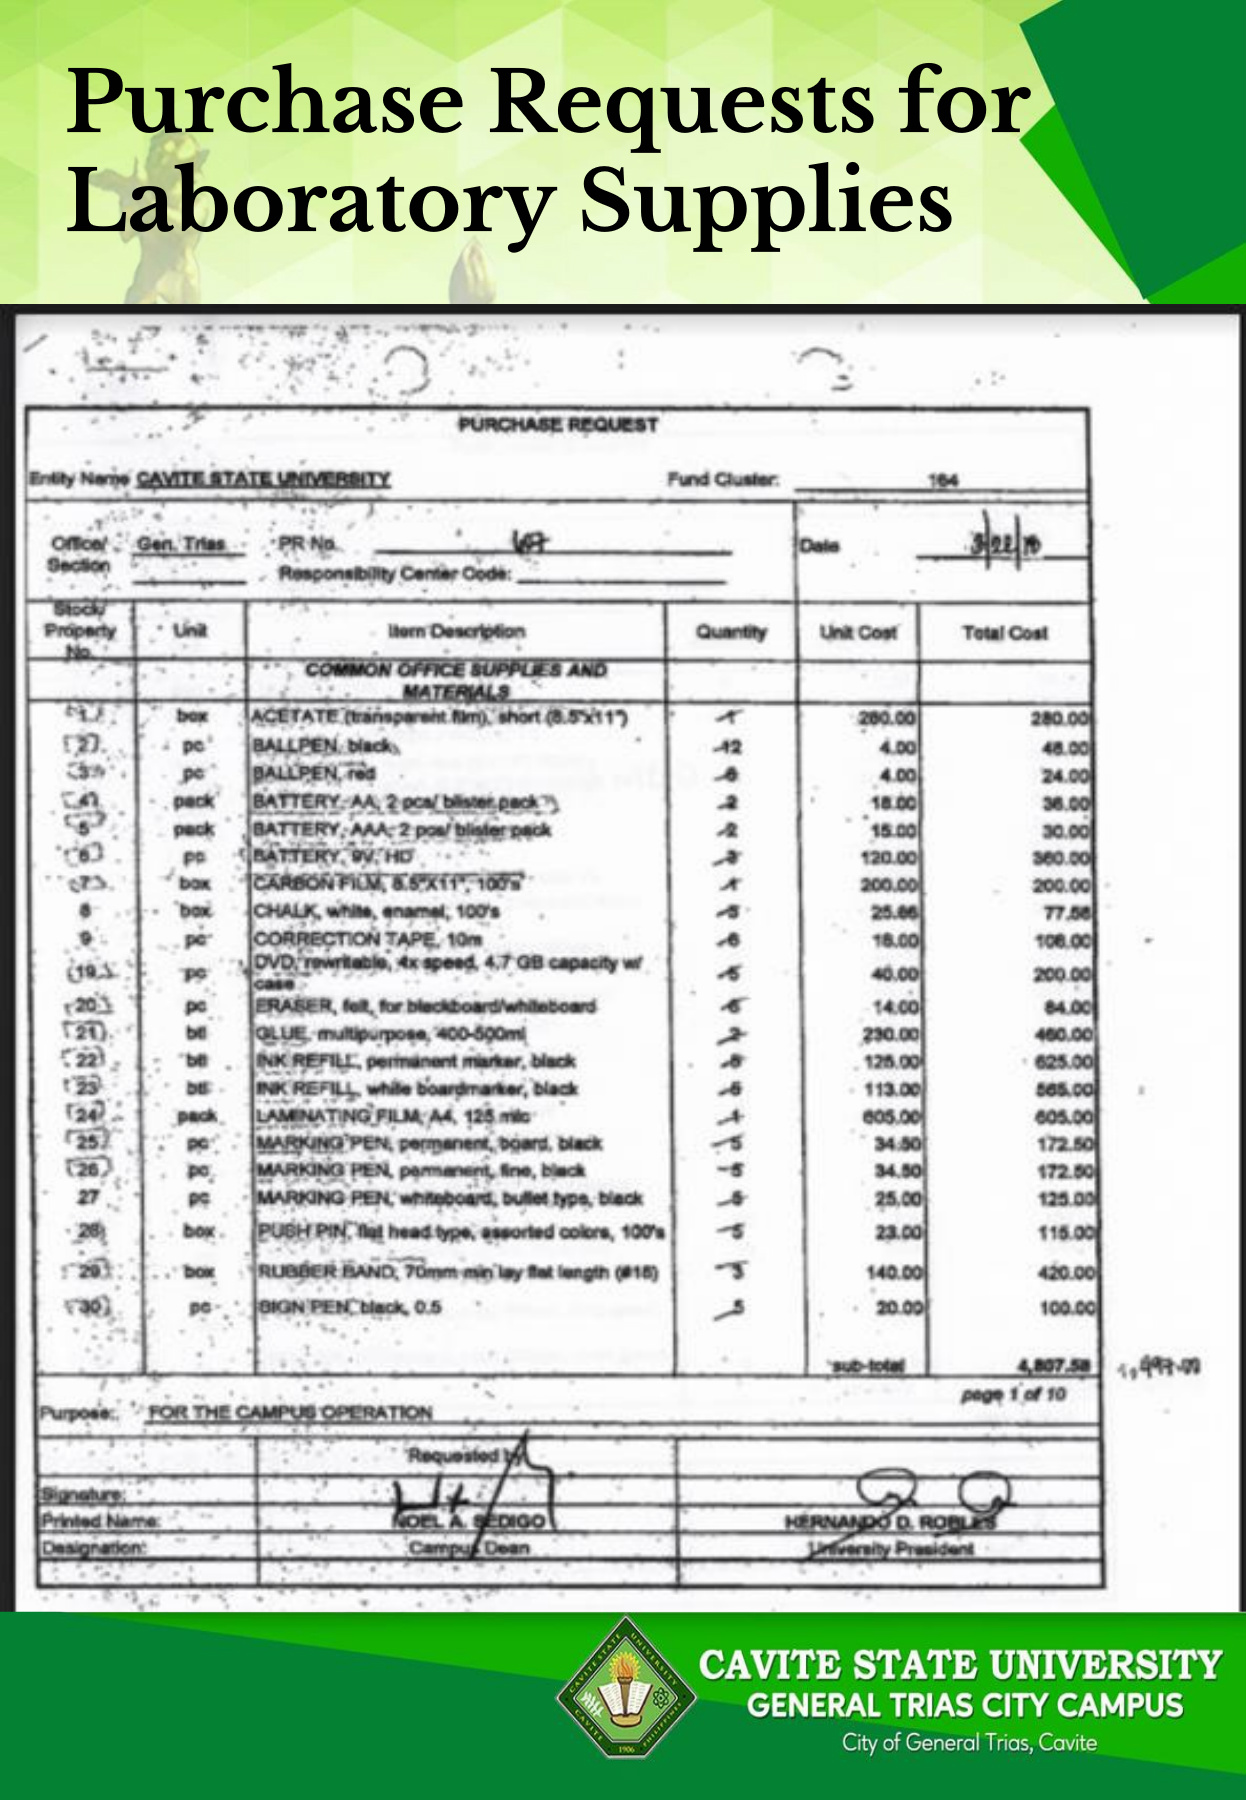 Purchase Requests for
Laboratory Supplies
PURCHASE REQUEST
Entity Name CAVITE STATE UNIVERSITY Fund Cluster: 164
Office/ Section Gen. Trias PR No. Date
Responsibility Center Code:
Stock/ Property No. Unit Item Description Quantity Unit Cost Total Cost
COMMON OFFICE SUPPLIES AND
MATERIALS
1 box ACETATE (transparent film), short (8.5"x11") 1 280.00 280.00
2 pc BALLPEN, black 12 4.00 48.00
3 pc BALLPEN, red 6 4.00 24.00
4 pack BATTERY, AA, 2 pcs/ blister pack 2 18.00 36.00
5 pack BATTERY, AAA, 2 pcs/ blister pack 2 15.00 30.00
6 pc BATTERY, 9V, HD 3 120.00 360.00
7 box CARBON FILM, 8.5"X11", 100's 1 200.00 200.00
8 box CHALK, white, enamel, 100's 77.58
9 pc CORRECTION TAPE, 10m 6 18.00 108.00
19 pc DVD, rewritable, 4x speed, 4.7 GB capacity w/
case 5 40.00 200.00
20 pc ERASER, felt, for blackboard/whiteboard 6 14.00 84.00
21 btl GLUE, multipurpose, 400-500ml 2 230.00 460.00
22 btl INK REFILL, permanent marker, black 5 125.00 625.00
23 btl INK REFILL, white boardmarker, black 5 113.00 565.00
24 pack LAMINATING FILM, A4, 125 mic 1 605.00 605.00
25 pc MARKING PEN, permanent, board, black 5 34.50 172.50
26 pc MARKING PEN, permanent, fine, black 5 34.50 172.50
27 pc MARKING PEN, whiteboard, bullet type, black 5 25.00 125.00
28 box PUSH PIN, flat head type, assorted colors, 100's 5 23.00 115.00
29 box RUBBER BAND, 70mm min lay flat length (#18) 3 140.00 420.00
30 pc SIGN PEN, black, 0.5 5 20.00 100.00
sub-total 4,807.58
page 1 of 10
Purpose: FOR THE CAMPUS OPERATION
Requested by
Signature:
Printed Name: NOEL A. SEDIGO HERNANDO D. ROBLES
Designation: Campus Dean University President
CAVITE STATE UNIVERSITY
GENERAL TRIAS CITY CAMPUS
City of General Trias, Cavite
CAVITE STATE UNIVERSITY
CAVITE PHILIPPINES
1906